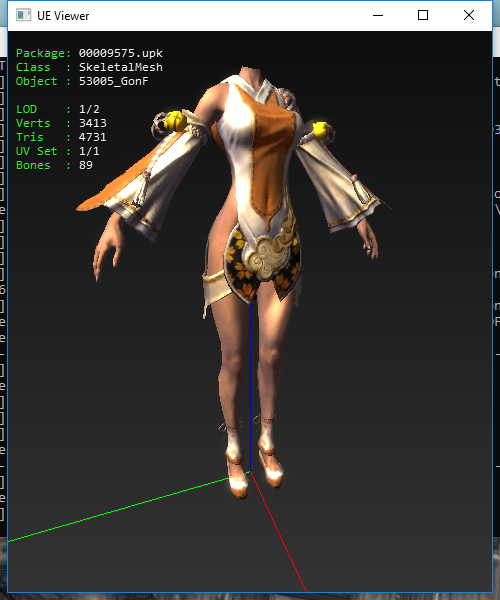 UE Viewer
Package: 00009575.upk
Class : SkeletalMesh
Object : 53005_GonF
LOD : 1/2
Verts : 3413
Tris : 4731
UV Set : 1/1
Bones : 89